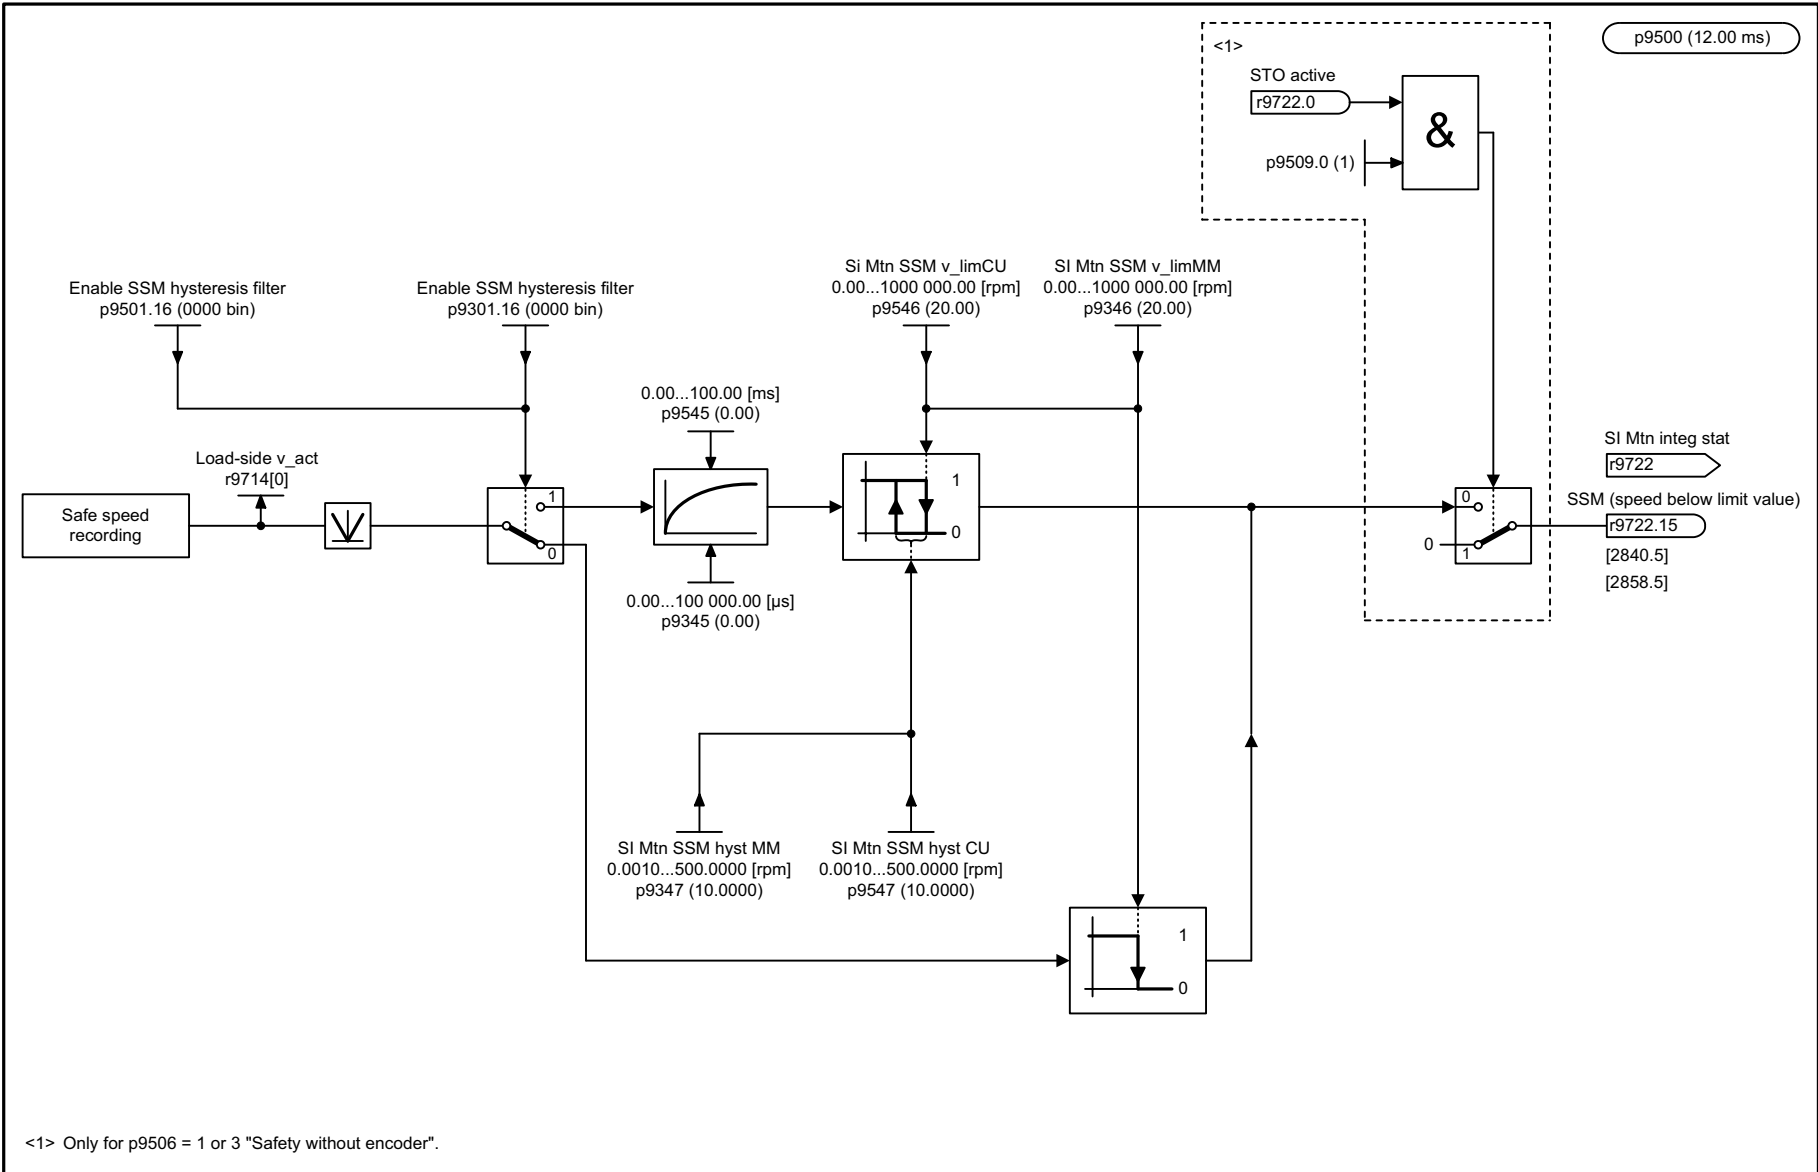 <1>
p9500 (12.00 ms)
STO active
r9722.0
&
p9509.0 (1)
Enable SSM hysteresis filter
p9501.16 (0000 bin)
Enable SSM hysteresis filter
p9301.16 (0000 bin)
Si Mtn SSM v_limCU
0.00...1000 000.00 [rpm]
p9546 (20.00)
SI Mtn SSM v_limMM
0.00...1000 000.00 [rpm]
p9346 (20.00)
0.00...100.00 [ms]
p9545 (0.00)
Load-side v_act
r9714[0]
Safe speed
recording
1
0
0.00...100 000.00 [µs]
p9345 (0.00)
1
0
SI Mtn integ stat
r9722
SSM (speed below limit value)
r9722.15
[2840.5]
[2858.5]
0
0
1
SI Mtn SSM hyst MM
0.0010...500.0000 [rpm]
p9347 (10.0000)
SI Mtn SSM hyst CU
0.0010...500.0000 [rpm]
p9547 (10.0000)
1
0
<1> Only for p9506 = 1 or 3 "Safety without encoder".